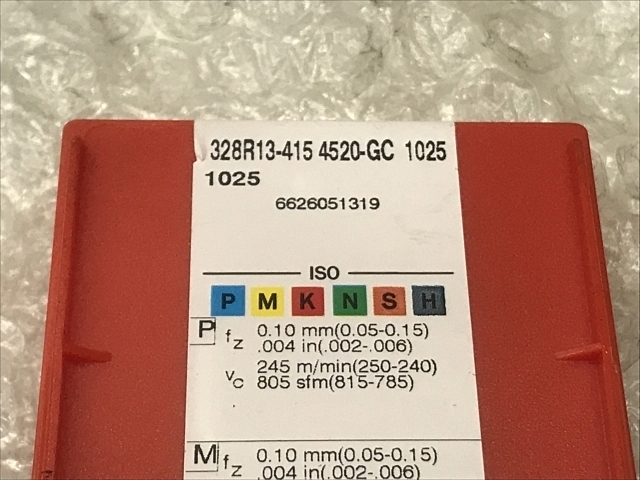 328R13-415 4520-GC 1025
1025
6626051319
ISO
P M K N S H
P fz 0.10 mm(0.05-0.15)
.004 in(.002-.006)
vc 245 m/min(250-240)
805 sfm(815-785)
M fz 0.10 mm(0.05-0.15)
.004 in(.002-.006)